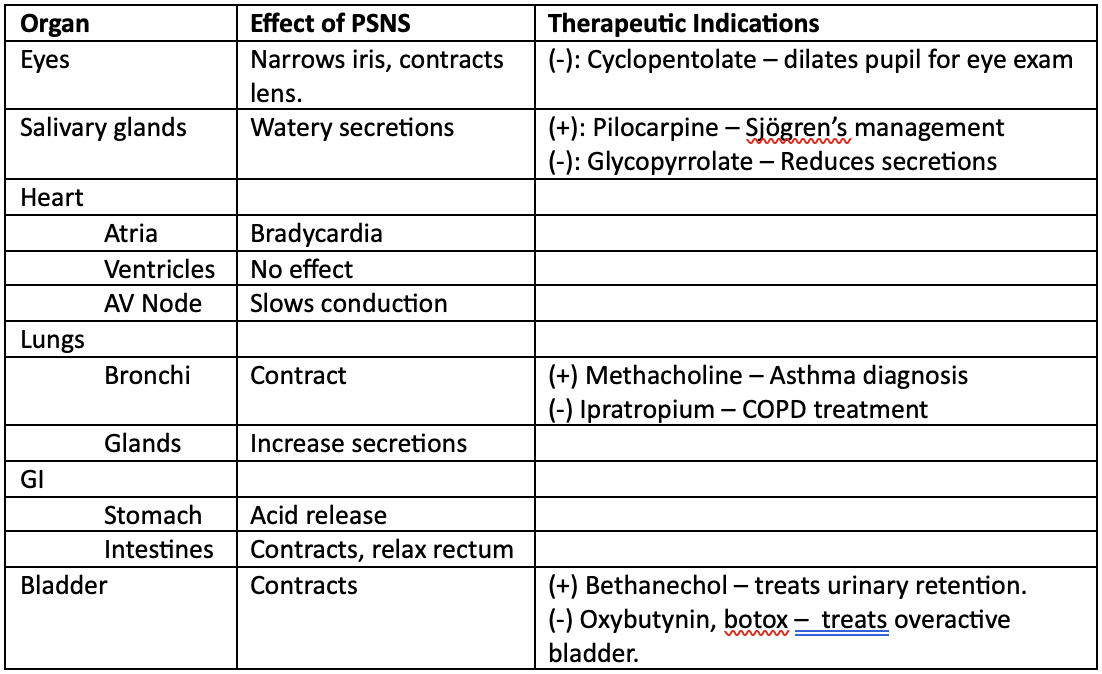 Organ Effect of PSNS Therapeutic Indications
Eyes Narrows iris, contracts (-): Cyclopentolate – dilates pupil for eye exam
lens.
Salivary glands Watery secretions (+): Pilocarpine – Sjögren’s management
(-): Glycopyrrolate – Reduces secretions
Heart
Atria Bradycardia
Ventricles No effect
AV Node Slows conduction
Lungs
Bronchi Contract (+) Methacholine – Asthma diagnosis
(-) Ipratropium – COPD treatment
Glands Increase secretions
GI
Stomach Acid release
Intestines Contracts, relax rectum
Bladder Contracts (+) Bethanechol – treats urinary retention.
(-) Oxybutynin, botox – treats overactive
bladder.